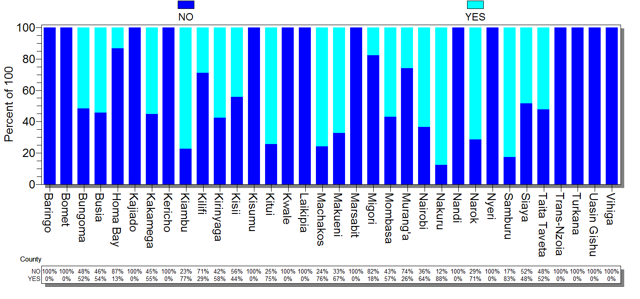 NO YES
Percent of 100
100
80
60
40
20
0
Baringo Bomet Bungoma Busia Homa Bay Kajiado Kakamega Kericho Kiambu Kilifi Kirinyaga Kisii Kisumu Kitui Kwale Laikipia Machakos Makueni Marsabit Migori Mombasa Murang'a Nairobi Nakuru Nandi Narok Nyeri Samburu Siaya Taita Taveta Trans-Nzoia Turkana Uasin Gishu Vihiga
County
NO 100% 100% 48% 46% 87% 100% 45% 100% 23% 71% 42% 56% 100% 25% 100% 100% 24% 33% 100% 82% 43% 74% 36% 12% 100% 29% 100% 17% 52% 48% 100% 100% 100% 100%
YES 0% 0% 52% 54% 13% 0% 55% 0% 77% 29% 58% 44% 0% 75% 0% 0% 76% 67% 0% 18% 57% 26% 64% 88% 0% 71% 0% 83% 48% 52% 0% 0% 0% 0%